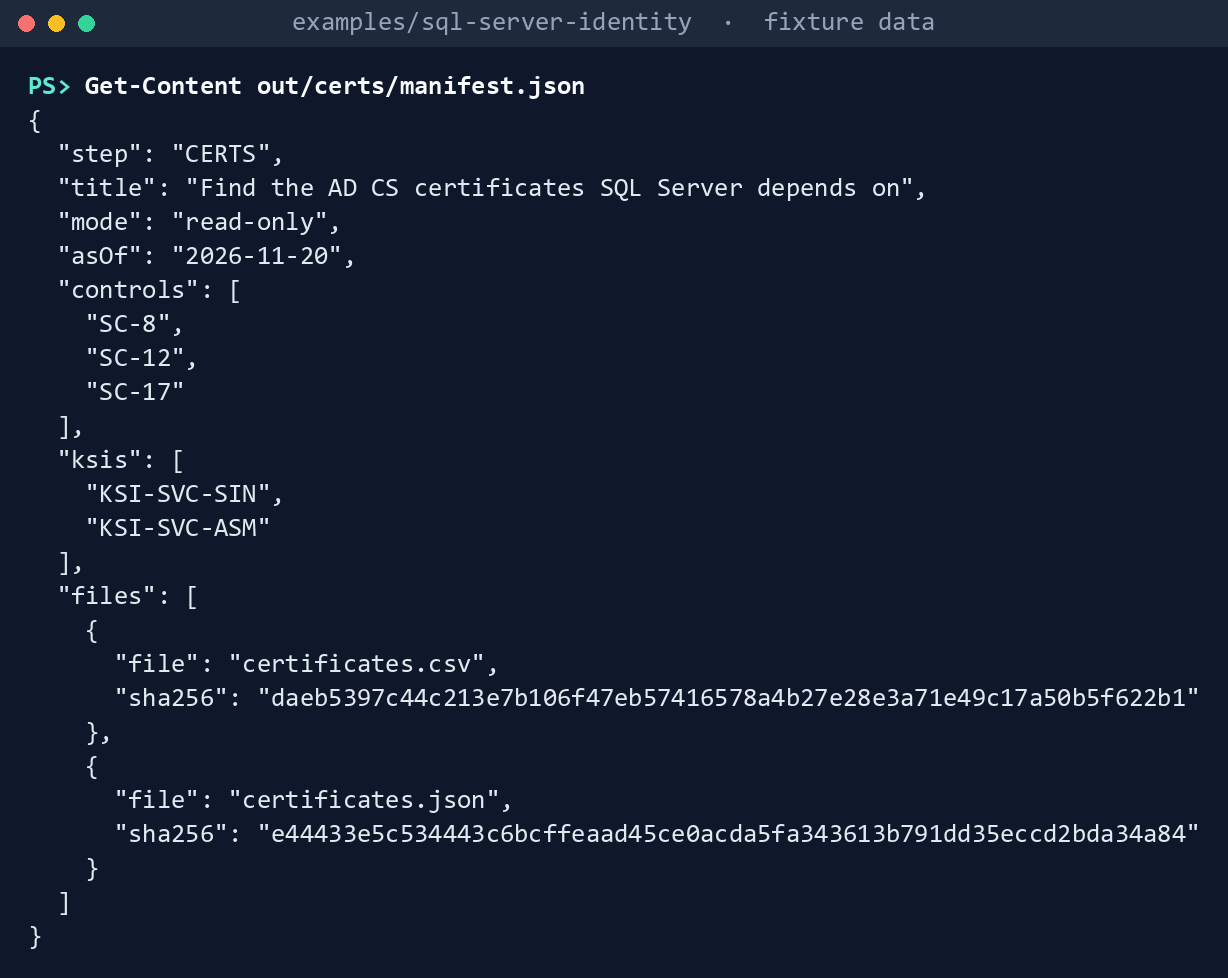 examples/sql-server-identity · fixture data
PS> Get-Content out/certs/manifest.json
{
  "step": "CERTS",
  "title": "Find the AD CS certificates SQL Server depends on",
  "mode": "read-only",
  "asOf": "2026-11-20",
  "controls": [
    "SC-8",
    "SC-12",
    "SC-17"
  ],
  "ksis": [
    "KSI-SVC-SIN",
    "KSI-SVC-ASM"
  ],
  "files": [
    {
      "file": "certificates.csv",
      "sha256": "daeb5397c44c213e7b106f47eb57416578a4b27e28e3a71e49c17a50b5f622b1"
    },
    {
      "file": "certificates.json",
      "sha256": "e44433e5c534443c6bcffeaad45ce0acda5fa343613b791dd35eccd2bda34a84"
    }
  ]
}